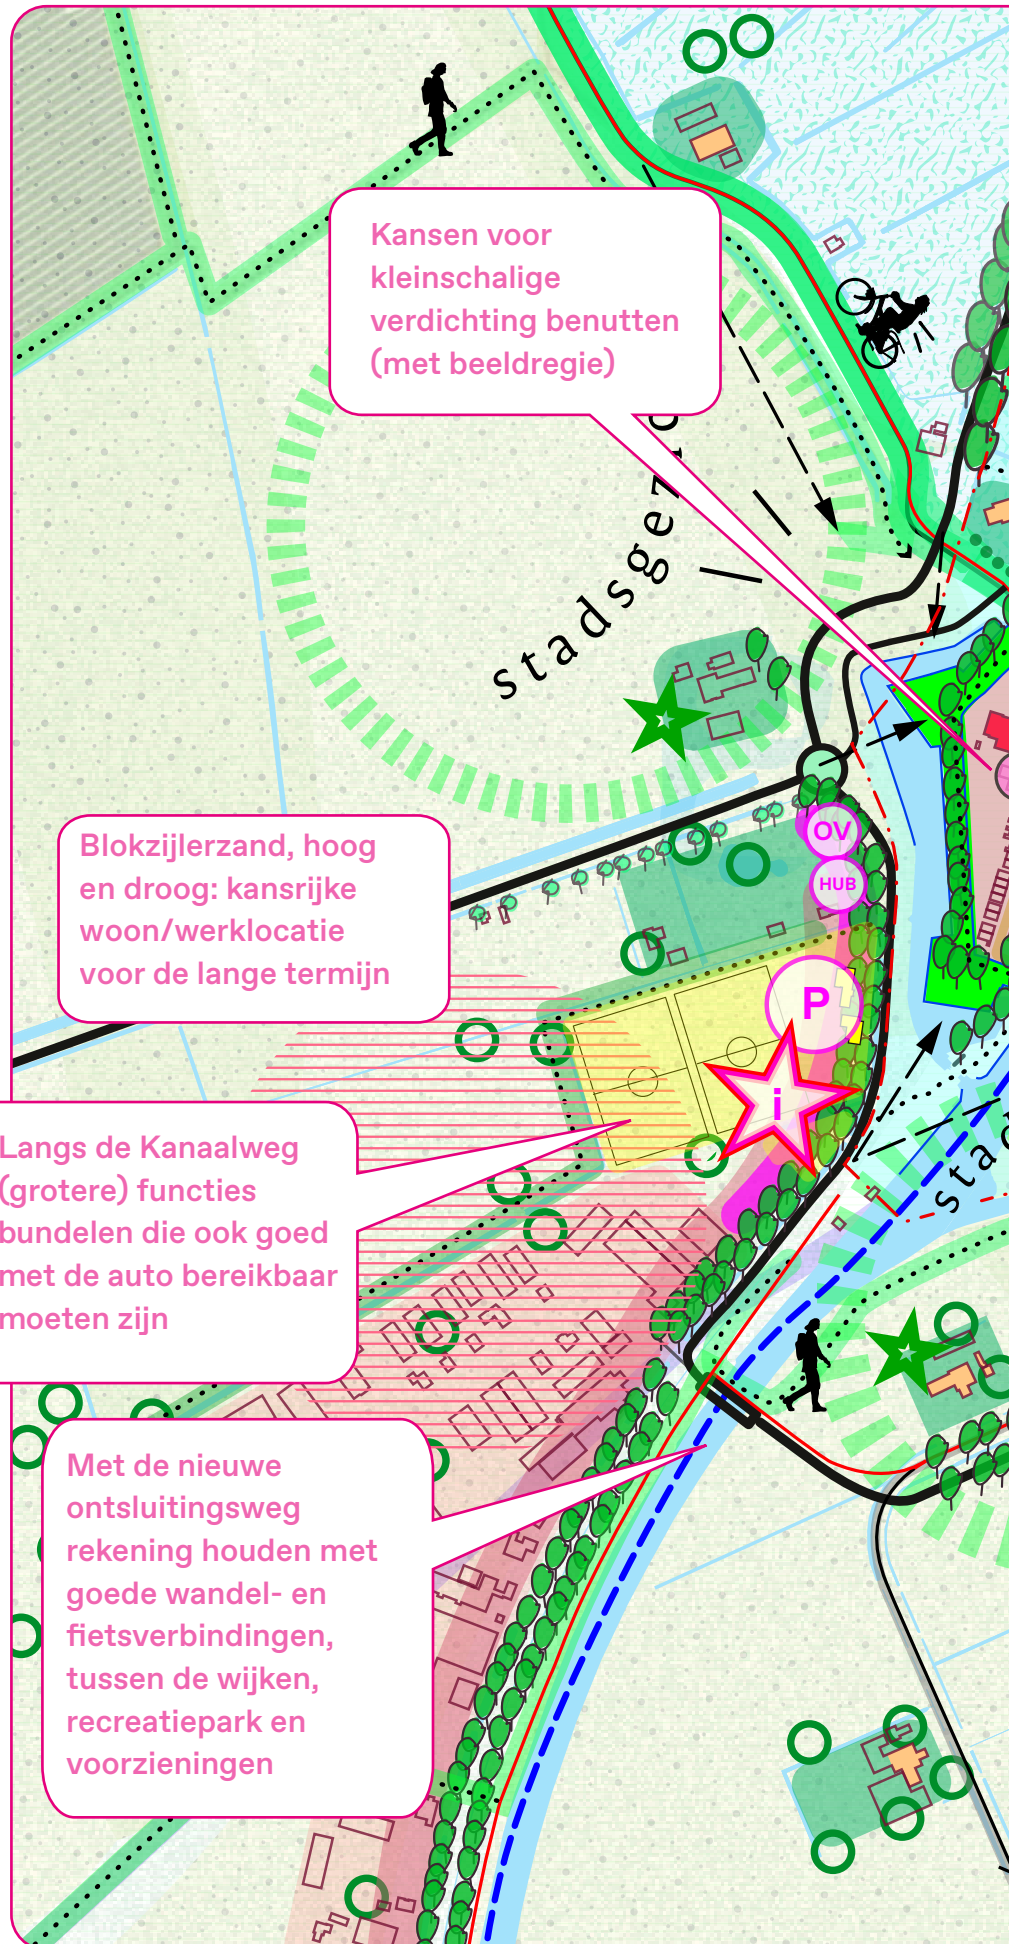 Kansen voor
kleinschalige
verdichting benutten
(met beeldregie)
OV
HUB
Blokzijlerzand, hoog
en droog: kansrijke
woon/werklocatie
voor de lange termijn
P
i
Langs de Kanaalweg
(grotere) functies
bundelen die ook goed
met de auto bereikbaar
moeten zijn
Met de nieuwe
ontsluitingsweg
rekening houden met
goede wandel- en
fietsverbindingen,
tussen de wijken,
recreatiepark en
voorzieningen